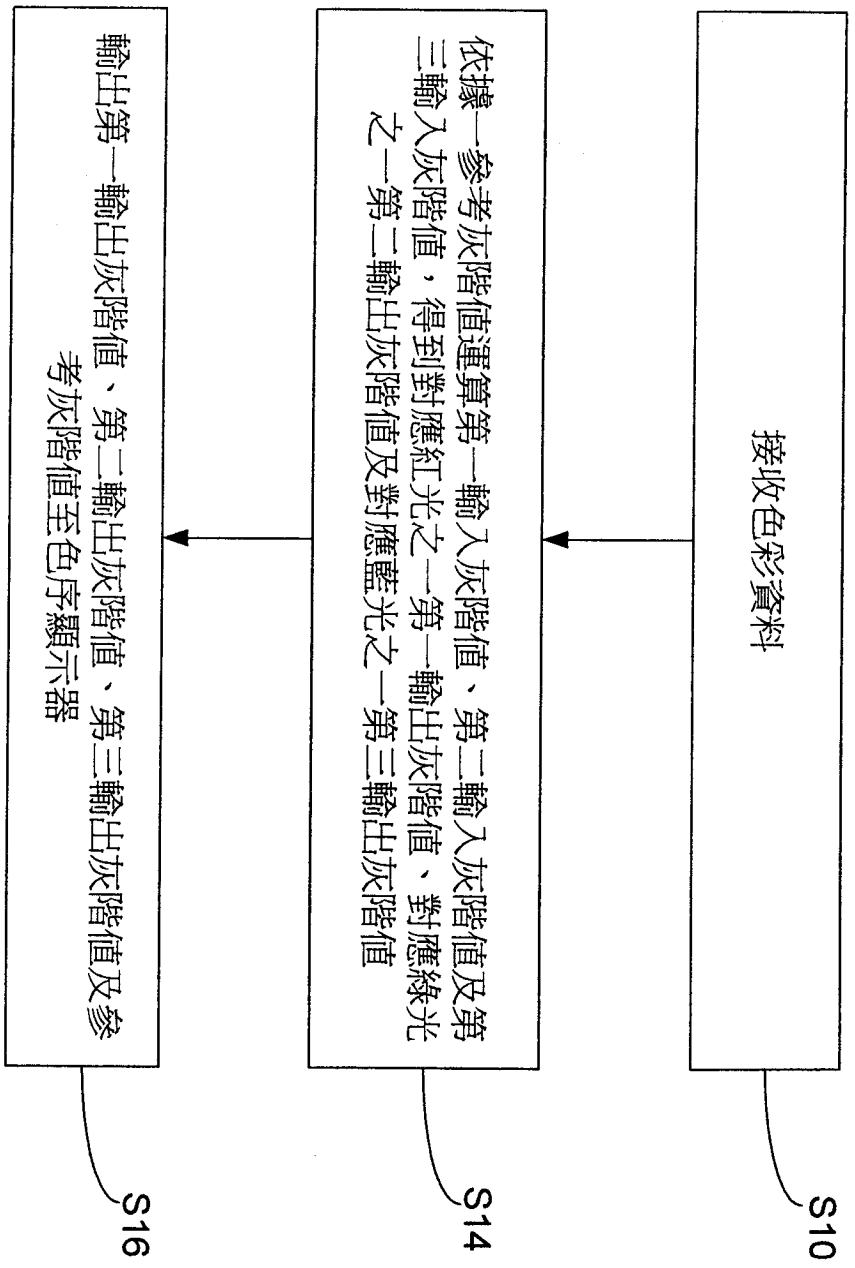 接收色彩資料
S10
依據一參考灰階值運算第一輸入灰階值、第二輸入灰階值及第
三輸入灰階值，得到對應紅光之一第一輸出灰階值、對應綠光
之一第二輸出灰階值及對應藍光之一第三輸出灰階值
S14
輸出第一輸出灰階值、第二輸出灰階值、第三輸出灰階值及參
考灰階值至色序顯示器
S16